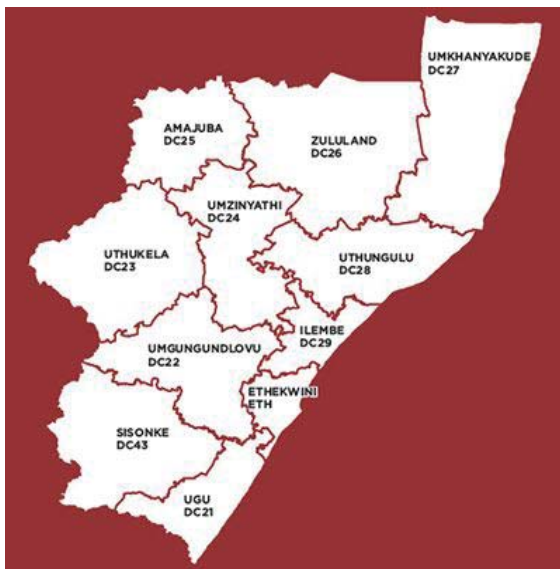 UMKHANYAKUDE
DC27
AMAJUBA
DC25
ZULULAND
DC26
UMZINYATHI
DC24
UTHUKELA
DC23
UTHUNGULU
DC28
ILEMBE
DC29
UMGUNGUNDLOVU
DC22
ETHEKWINI
ETH
SISONKE
DC43
UGU
DC21